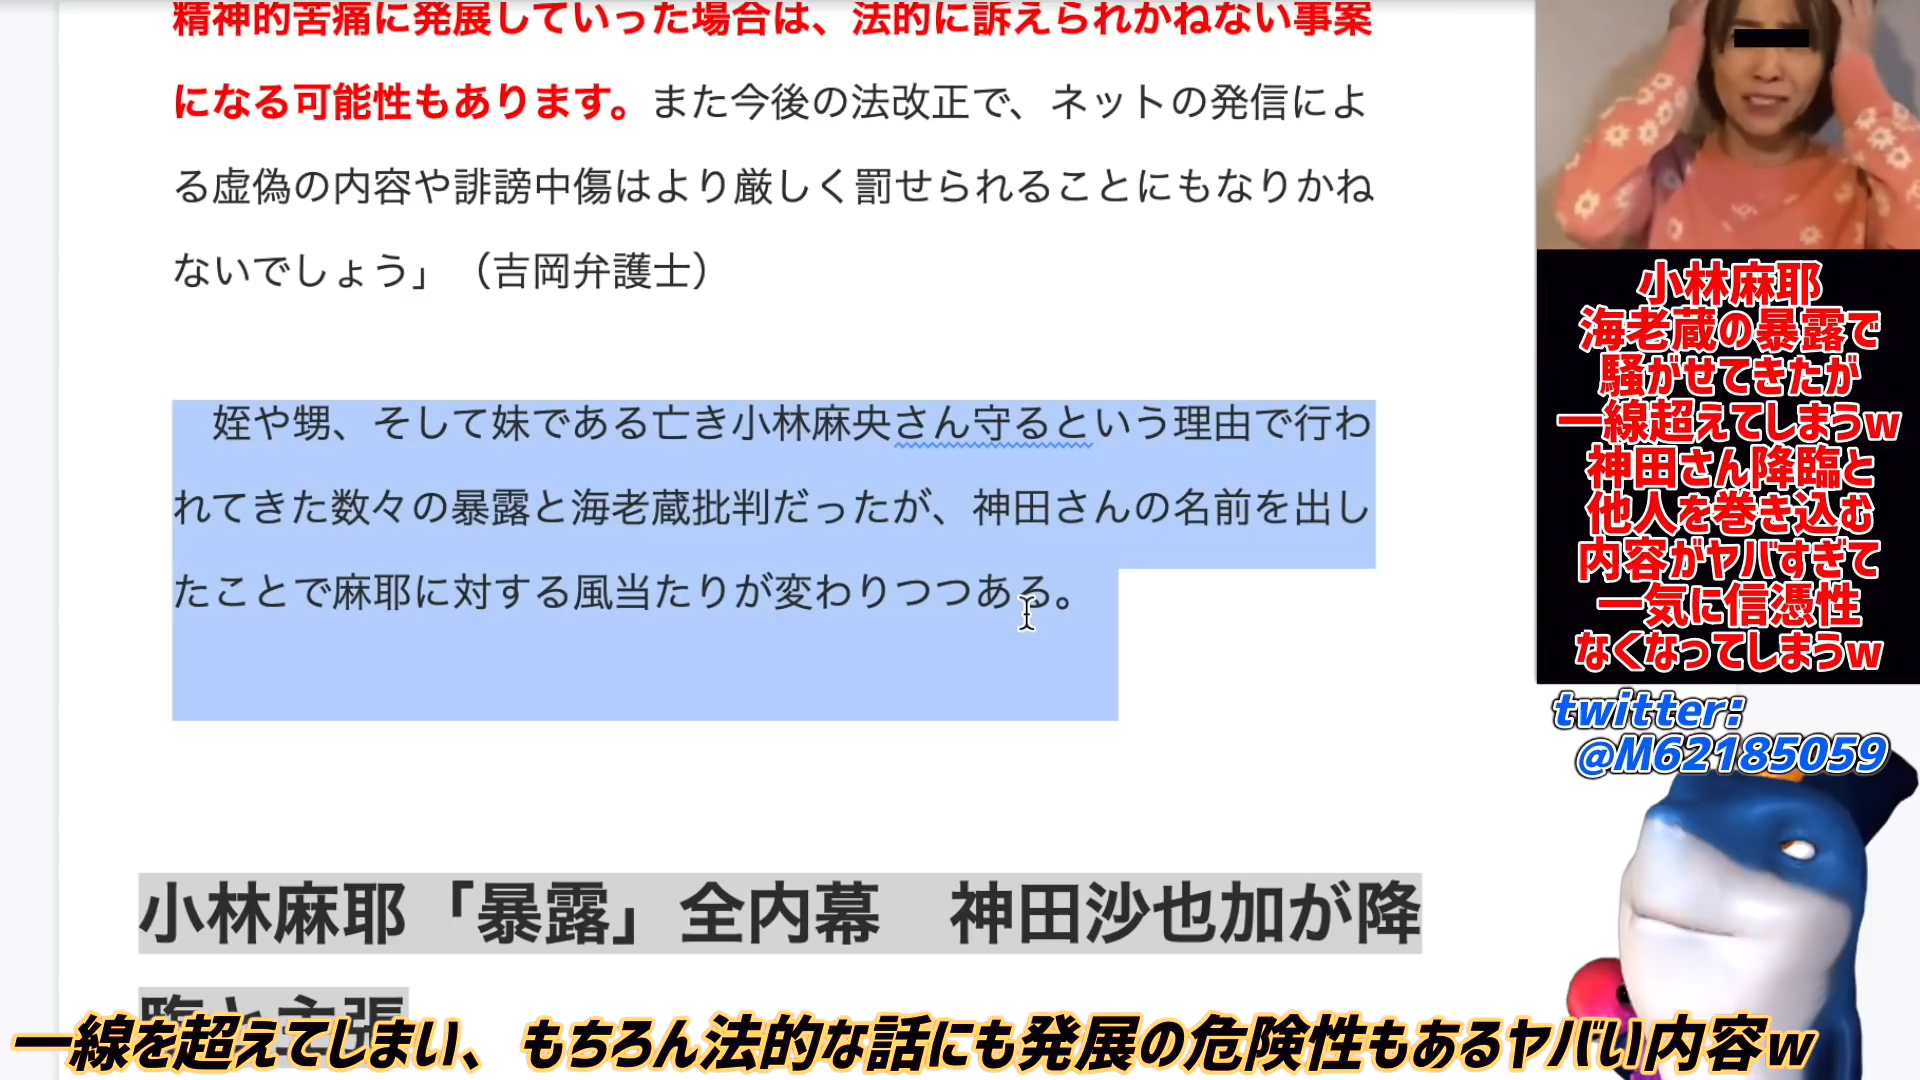 精神的苦痛に発展していった場合は、法的に訴えられかねない事案
になる可能性もあります。また今後の法改正で、ネットの発信によ
る虚偽の内容や誹謗中傷はより厳しく罰せられることにもなりかね
ないでしょう」（吉岡弁護士）
姪や甥、そして妹である亡き小林麻央さん守るという理由で行わ
れてきた数々の暴露と海老蔵批判だったが、神田さんの名前を出し
たことで麻耶に対する風当たりが変わりつつある。
小林麻耶「暴露」全内幕　神田沙也加が降
臨と主張
一線を超えてしまい、もちろん法的な話にも発展の危険性もあるヤバい内容w
小林麻耶
海老蔵の暴露で
騒がせてきたが
一線超えてしまうw
神田さん降臨と
他人を巻き込む
内容がヤバすぎて
一気に信憑性
なくなってしまうw
twitter:
@M62185059